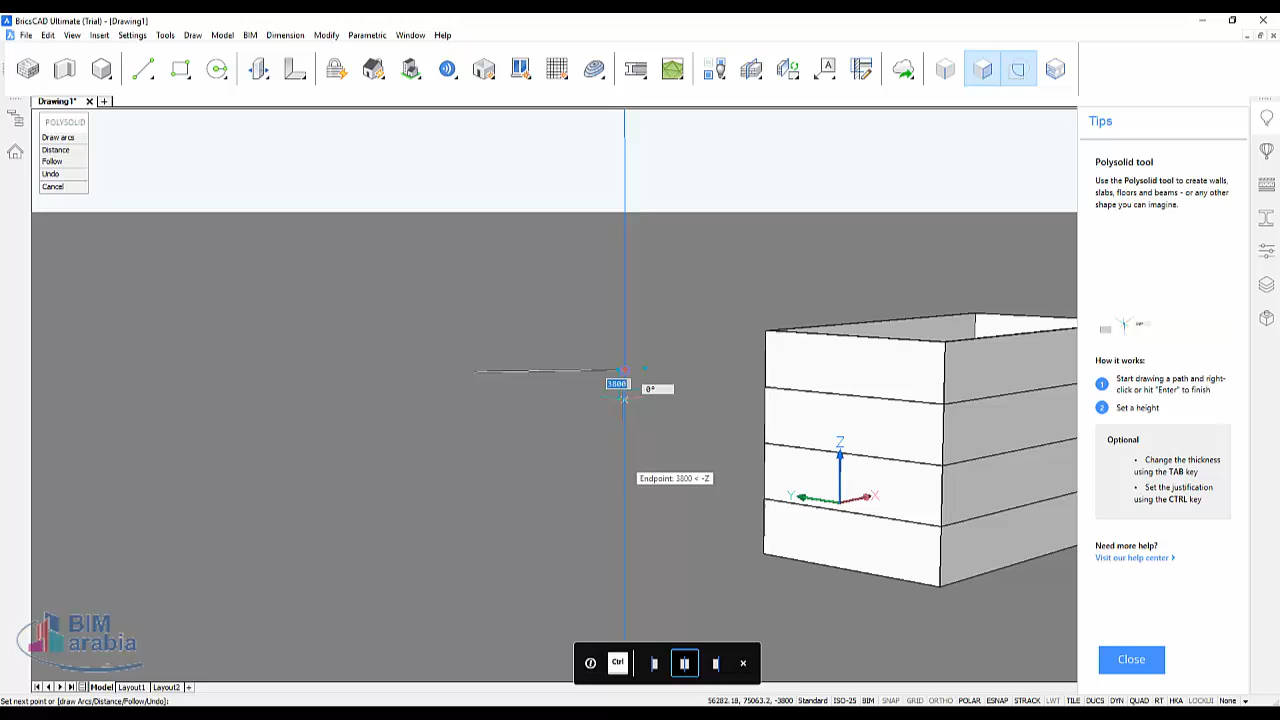 BricsCAD Ultimate (Trial) - [Drawing1]
File Edit View Insert Settings Tools Draw Model BIM Dimension Modify Parametric Window Help
Drawing1*
POLYSOLID
Draw arcs
Distance
Follow
Undo
Cancel
3800
0°
Endpoint: 3800 < -Z
Z
Y
X
Tips
Polysolid tool
Use the Polysolid tool to create walls,
slabs, floors and beams - or any other
shape you can imagine.
How it works:
1 Start drawing a path and right-
click or hit "Enter" to finish
2 Set a height
Optional
• Change the thickness
using the TAB key
• Set the justification
using the CTRL key
Need more help?
Visit our help center >
Close
BIM
arabia
Ctrl
Model Layout1 Layout2 +
Set next point or [draw Arcs/Distance/Follow/Undo]:
56282.18, 75063.2, -3800 Standard ISO-25 BIM SNAP GRID ORTHO POLAR ESNAP STRACK LWT TILE DUCS DYN QUAD RT HKA LOCKUI None